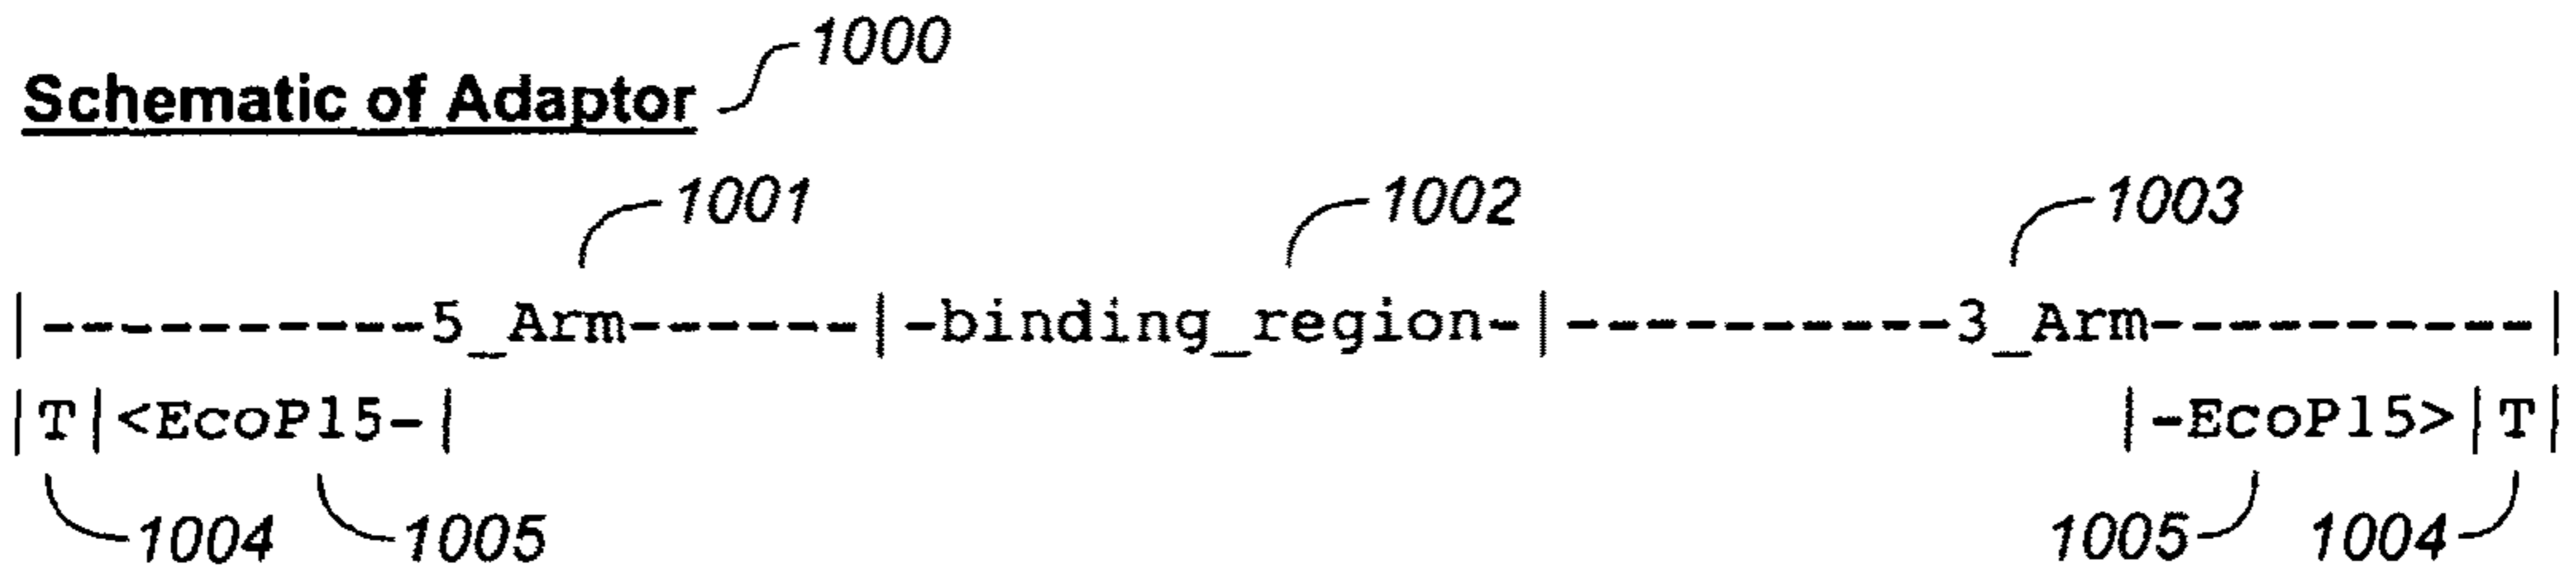 1000
Schematic of Adaptor
1001 1002 1003
|----------5_Arm------|-binding_region-|----------3_Arm----------|
|T|<EcoP15-| |-EcoP15>|T|
1004 1005 1005 1004